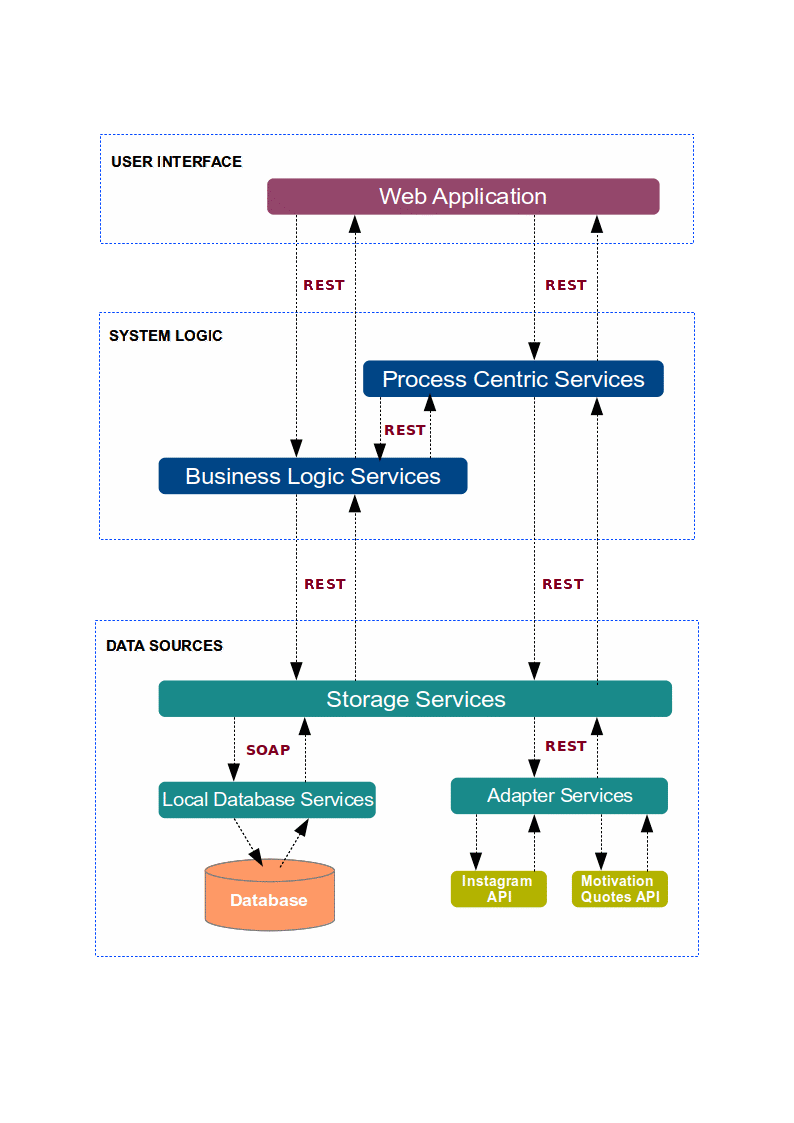 USER INTERFACE
Web Application
REST
REST
SYSTEM LOGIC
Process Centric Services
REST
Business Logic Services
REST
REST
DATA SOURCES
Storage Services
SOAP
REST
Local Database Services
Adapter Services
Instagram
API
Motivation
Quotes API
Database